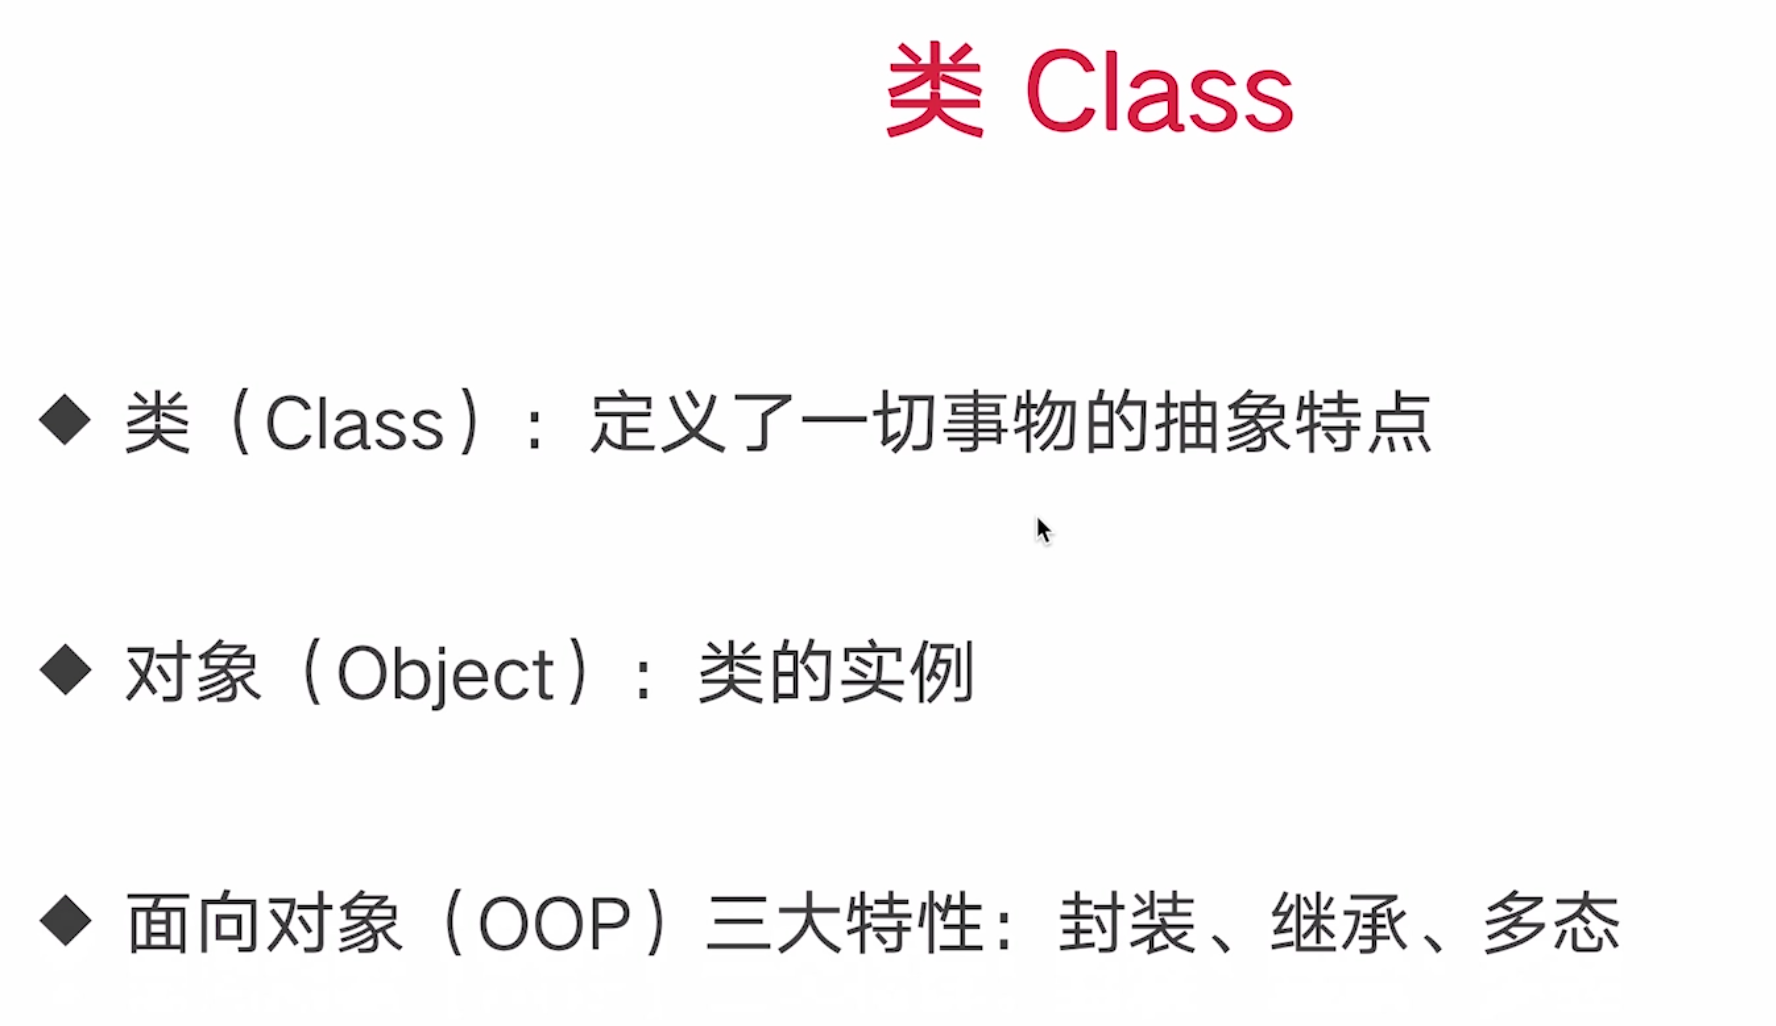 类 Class
◆ 类（Class）：定义了一切事物的抽象特点
◆ 对象（Object）：类的实例
◆ 面向对象（OOP）三大特性：封装、继承、多态